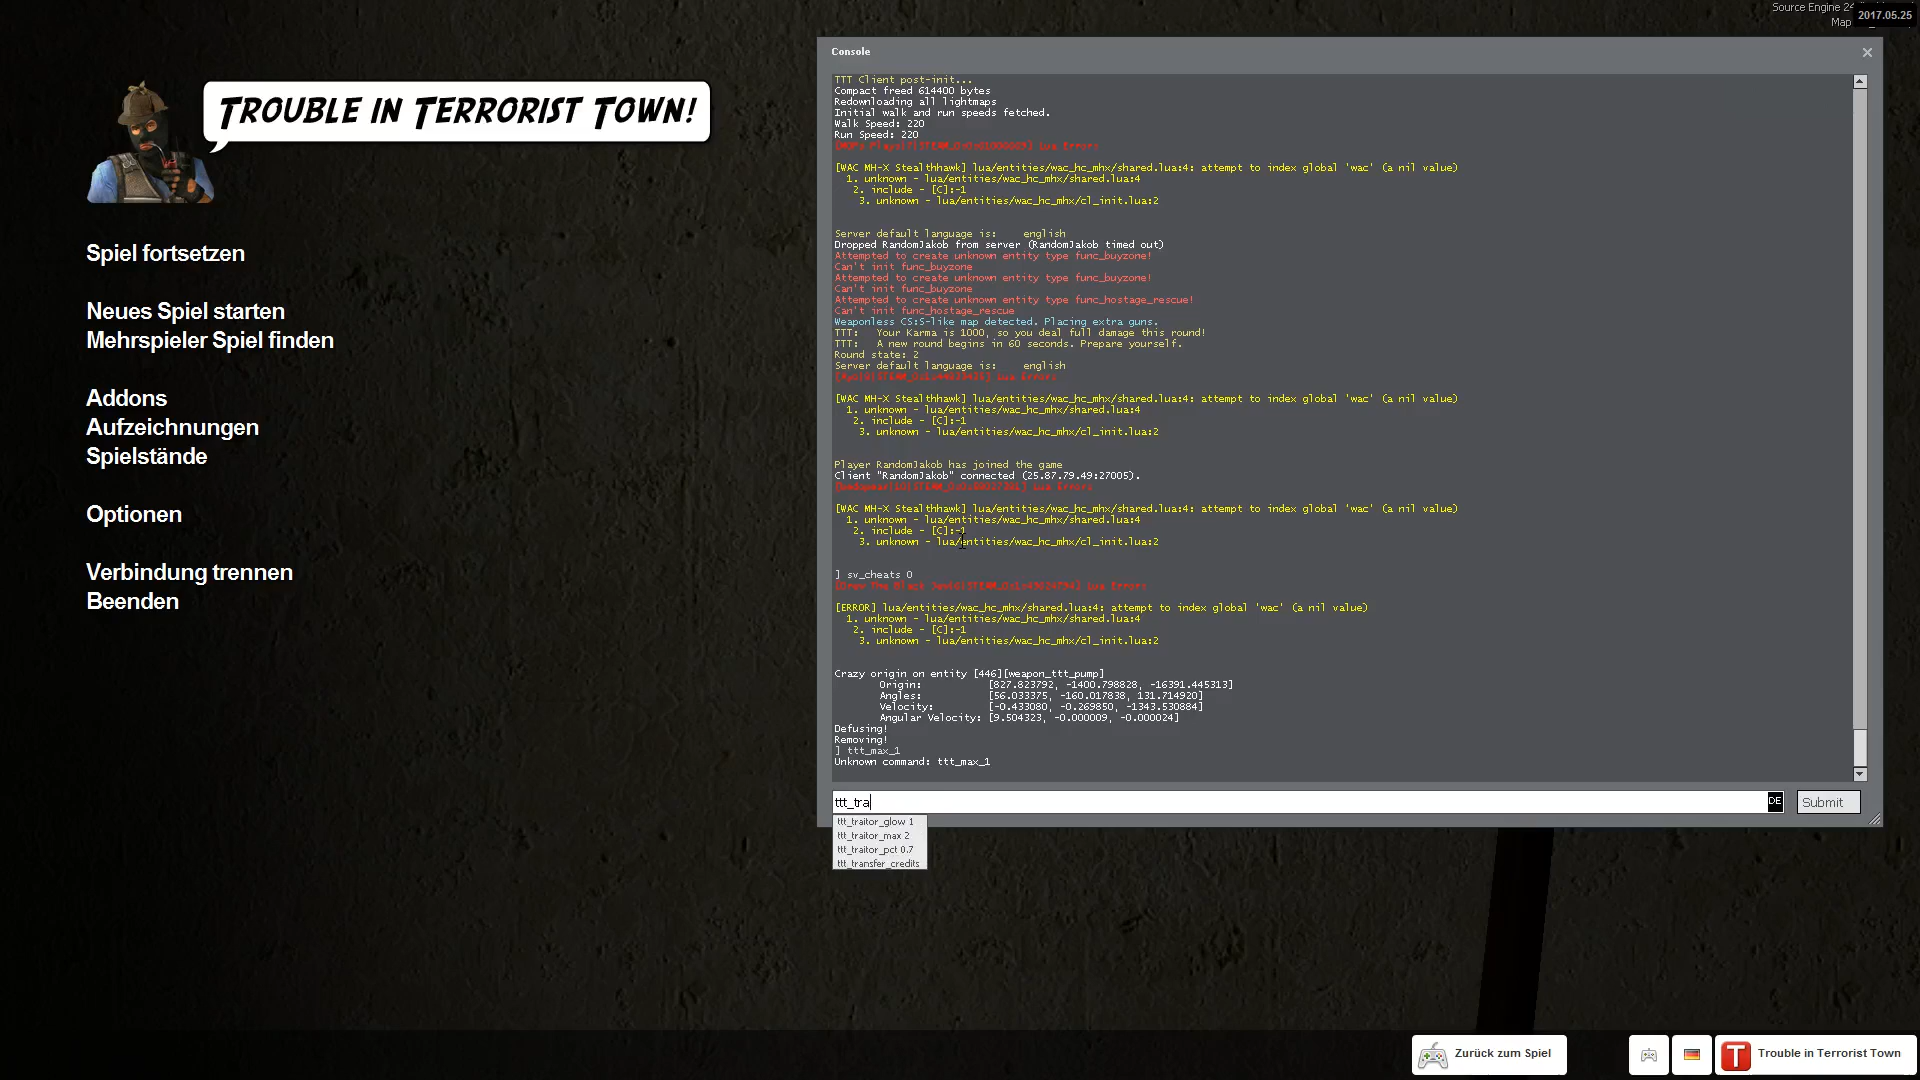 Source Engine 24
2017.05.25
Map
Console
TROUBLE IN TERRORIST TOWN!
Spiel fortsetzen
Neues Spiel starten
Mehrspieler Spiel finden
Addons
Aufzeichnungen
Spielstände
Optionen
Verbindung trennen
Beenden
TTT Client post-init...
Compact freed 614400 bytes
Redownloading all lightmaps
Initial walk and run speeds fetched.
Walk Speed: 220
Run Speed: 220
Lua Errors
[WAC MH-X Stealthhawk] lua/entities/wac_hc_mhx/shared.lua:4: attempt to index global 'wac' (a nil value)
1. unknown - lua/entities/wac_hc_mhx/shared.lua:4
2. include - [C]:-1
3. unknown - lua/entities/wac_hc_mhx/cl_init.lua:2
Server default language is: english
Dropped RandomJakob from server (RandomJakob timed out)
Attempted to create unknown entity type func_buyzone!
Can't init func_buyzone
Attempted to create unknown entity type func_buyzone!
Can't init func_buyzone
Attempted to create unknown entity type func_hostage_rescue!
Can't init func_hostage_rescue
Weaponless CS:S-like map detected. Placing extra guns.
TTT: Your Karma is 1000, so you deal full damage this round!
TTT: A new round begins in 60 seconds. Prepare yourself.
Round state: 2
Server default language is: english
Lua Errors
[WAC MH-X Stealthhawk] lua/entities/wac_hc_mhx/shared.lua:4: attempt to index global 'wac' (a nil value)
1. unknown - lua/entities/wac_hc_mhx/shared.lua:4
2. include - [C]:-1
3. unknown - lua/entities/wac_hc_mhx/cl_init.lua:2
Player RandomJakob has joined the game
Client "RandomJakob" connected (25.87.79.49:27005).
Lua Errors
[WAC MH-X Stealthhawk] lua/entities/wac_hc_mhx/shared.lua:4: attempt to index global 'wac' (a nil value)
1. unknown - lua/entities/wac_hc_mhx/shared.lua:4
2. include - [C]:-1
3. unknown - lua/entities/wac_hc_mhx/cl_init.lua:2
] sv_cheats 0
Lua Errors
[ERROR] lua/entities/wac_hc_mhx/shared.lua:4: attempt to index global 'wac' (a nil value)
1. unknown - lua/entities/wac_hc_mhx/shared.lua:4
2. include - [C]:-1
3. unknown - lua/entities/wac_hc_mhx/cl_init.lua:2
Crazy origin on entity [446][weapon_ttt_pump]
Origin: [827.823792, -1400.798828, -16391.445313]
Angles: [56.033375, -160.017838, 131.714920]
Velocity: [-0.433080, -0.269850, -1343.530884]
Angular Velocity: [9.504323, -0.000009, -0.000024]
Defusing!
Removing!
] ttt_max_1
Unknown command: ttt_max_1
ttt_tra
DE
Submit
ttt_traitor_glow 1
ttt_traitor_max 2
ttt_traitor_pct 0.7
ttt_transfer_credits
Zurück zum Spiel
T
Trouble in Terrorist Town